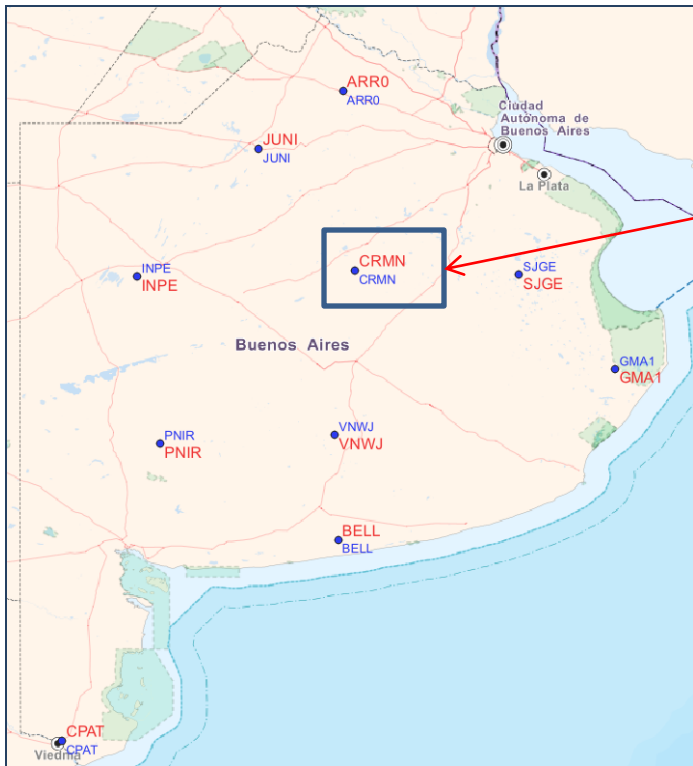 ARR0
ARR0
Ciudad
Autónoma de
Buenos Aires
JUNI
JUNI
La Plata
CRMN
CRMN
INPE
INPE
SJGE
SJGE
Buenos Aires
GMA1
GMA1
VNWJ
VNWJ
PNIR
PNIR
BELL
BELL
CPAT
CPAT
Viedma